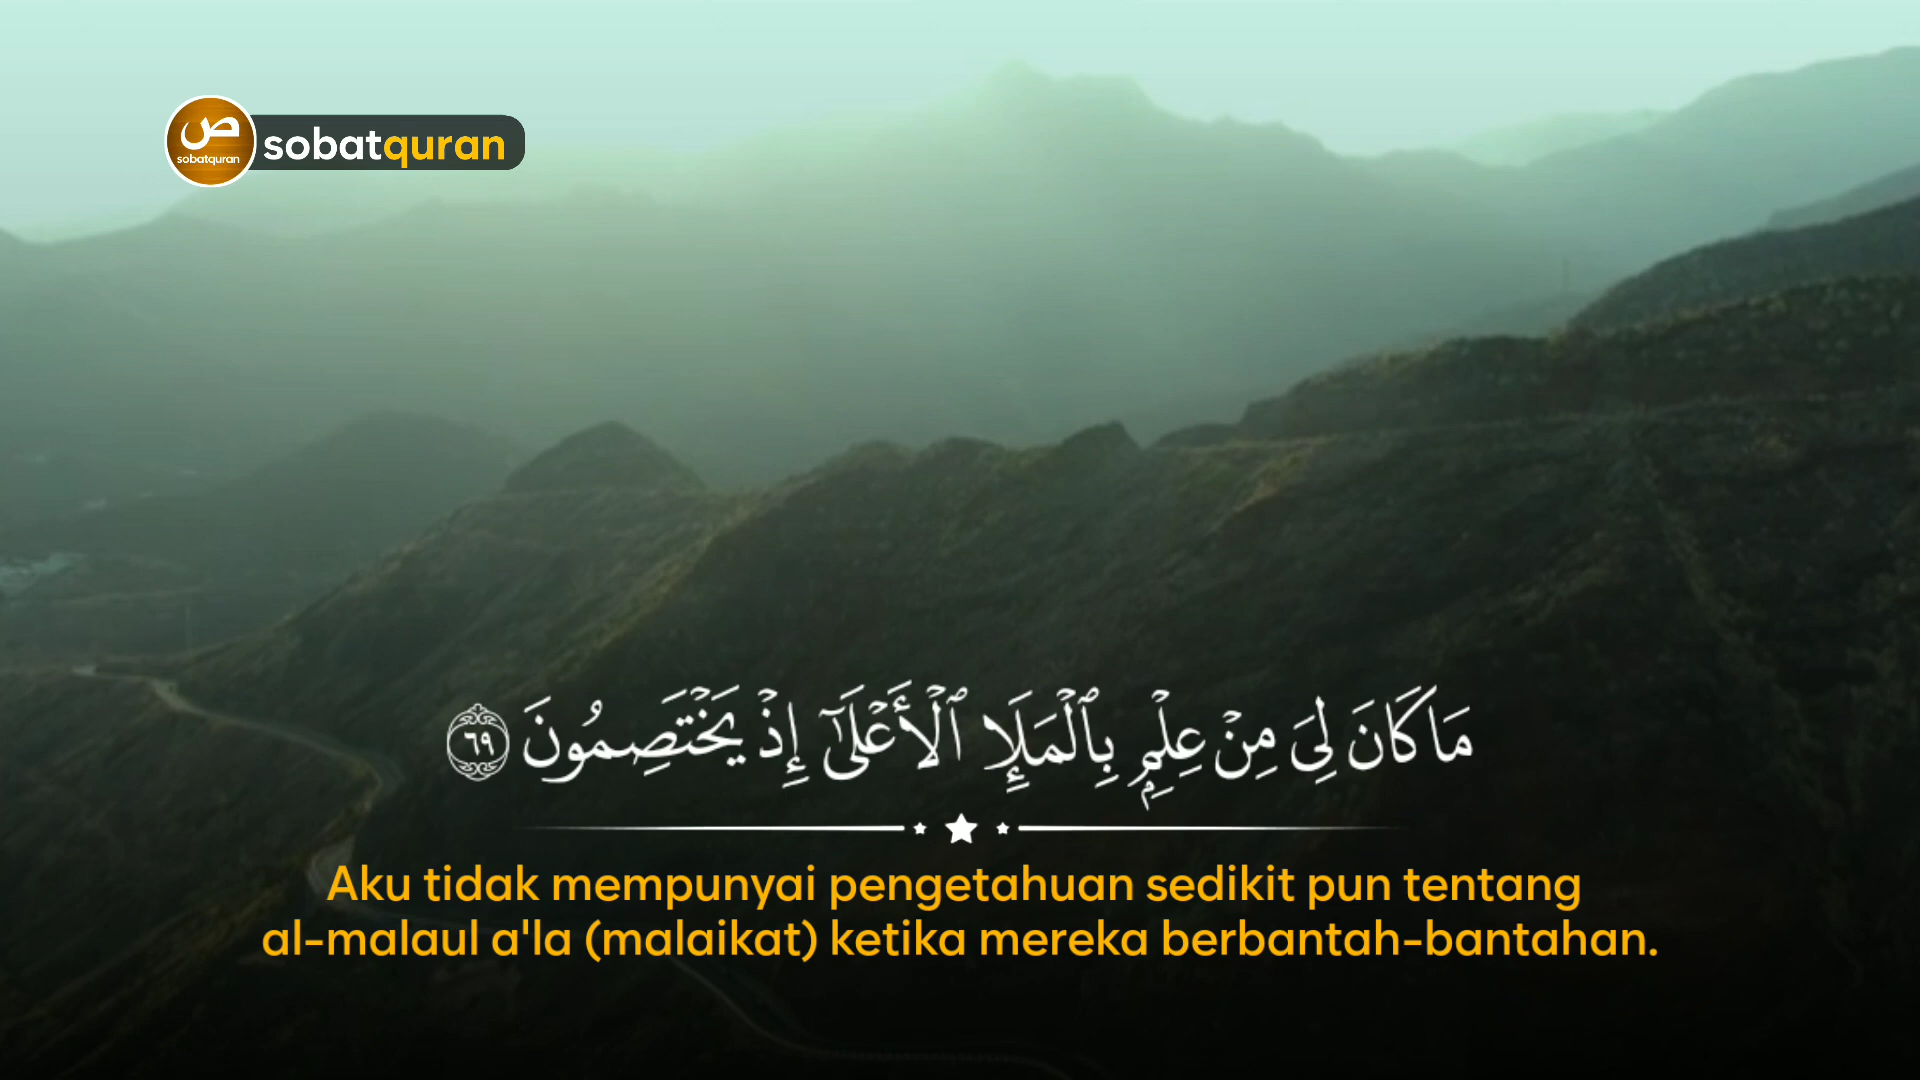 ص
sobatquran
sobatquran
مَا كَانَ لِىَ مِنْ عِلْمٍۭ بِٱلْمَلَإِ ٱلْأَعْلَىٰٓ إِذْ يَخْتَصِمُونَ ٦٩
Aku tidak mempunyai pengetahuan sedikit pun tentang
al-malaul a'la (malaikat) ketika mereka berbantah-bantahan.